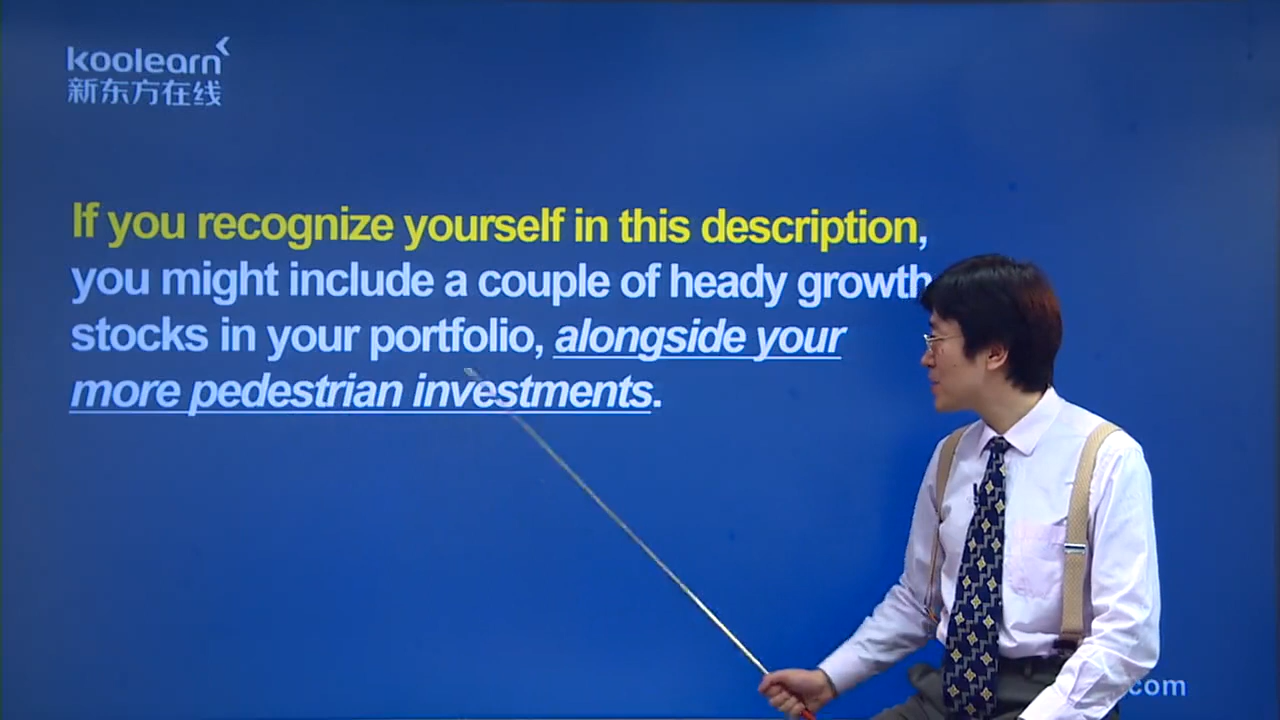 koolearn
新东方在线
If you recognize yourself in this description,
you might include a couple of heady growth
stocks in your portfolio, alongside your
more pedestrian investments.
.com